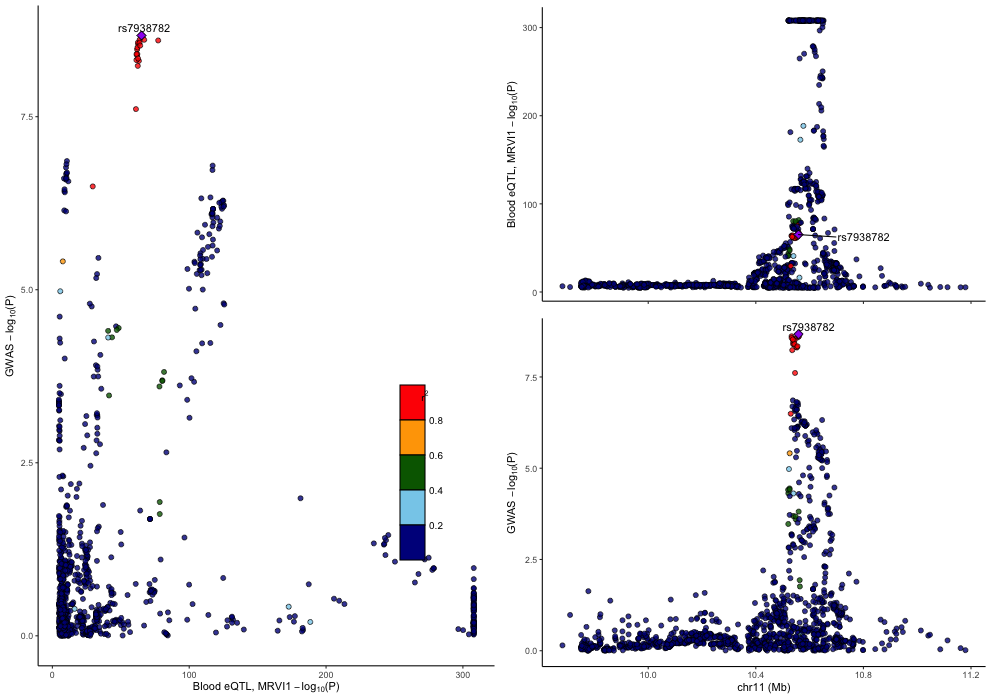 rs7938782
7.5
5.0
2.5
0.0
GWAS − log10(P)
0
100
200
300
Blood eQTL, MRVI1 − log10(P)
r2
0.8
0.6
0.4
0.2
300
200
100
0
Blood eQTL, MRVI1 − log10(P)
rs7938782
10.0
10.4
10.8
11.2
rs7938782
7.5
5.0
2.5
0.0
GWAS − log10(P)
chr11 (Mb)